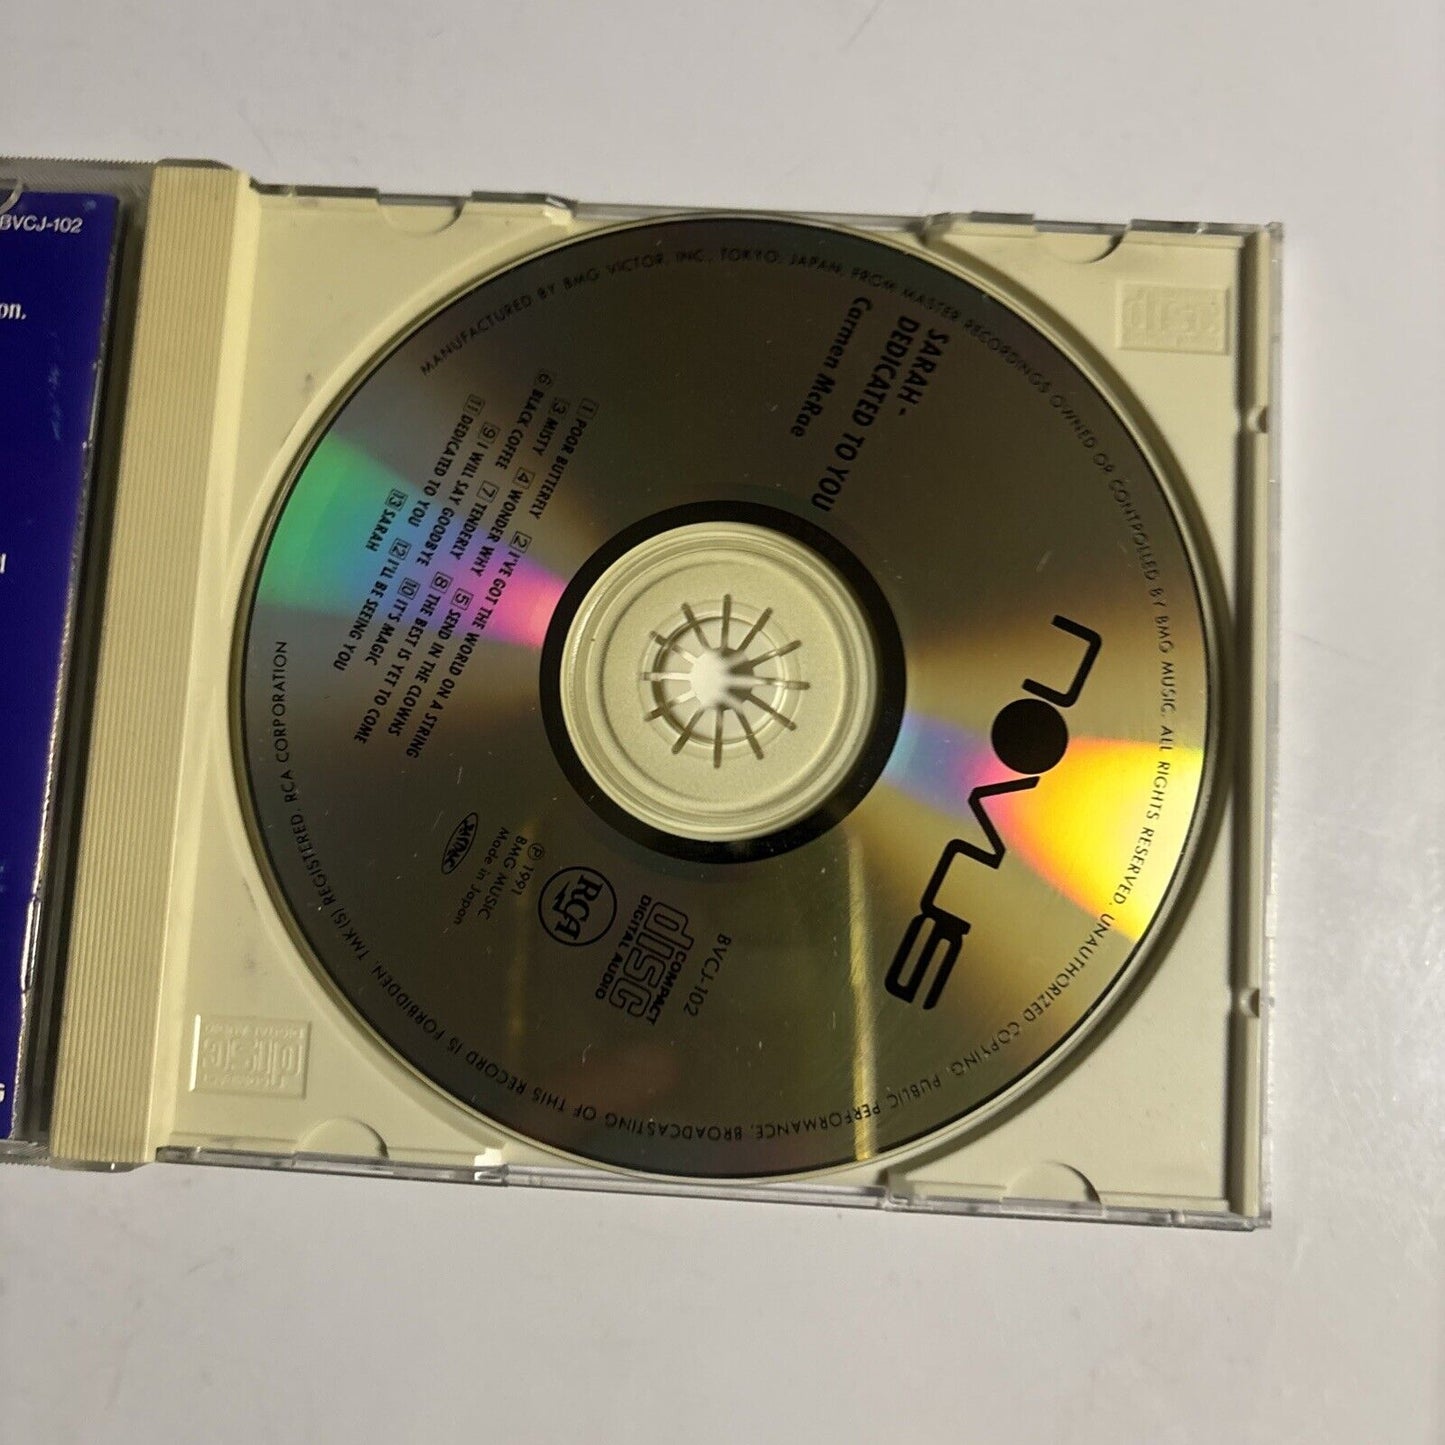 BVCJ-102
on.
MANUFACTURED BY BMG VICTOR, INC., TOKYO, JAPAN, FROM MASTER RECORDINGS OWNED OR CONTROLLED BY BMG MUSIC. ALL RIGHTS RESERVED. UNAUTHORIZED COPYING, PUBLIC PERFORMANCE, BROADCASTING OF THIS RECORD IS FORBIDDEN. TMK(S) REGISTERED, RCA CORPORATION
novus
SARAH -
DEDICATED TO YOU
Carmen McRae
BVCJ-102
COMPACT
disc
DIGITAL AUDIO
RCA
℗ 1991
BMG MUSIC
Made in Japan
1 POOR BUTTERFLY 2 I'VE GOT THE WORLD ON A STRING
3 MISTY 4 WONDER WHY 5 SEND IN THE CLOWNS
6 BLACK COFFEE 7 TENDERLY 8 THE BEST IS YET TO COME
9 I WILL SAY GOODBYE 10 IT'S MAGIC
11 DEDICATED TO YOU 12 I'LL BE SEEING YOU
13 SARAH